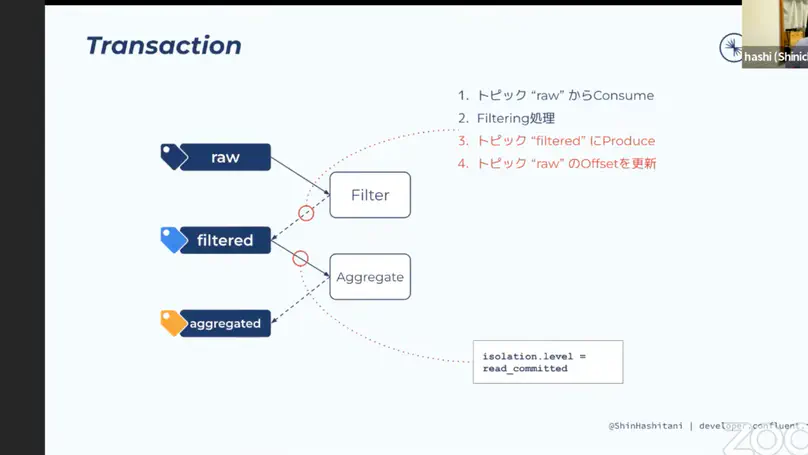 Transaction
hashi (Shinic
1. トピック “raw” からConsume
2. Filtering処理
3. トピック “filtered” にProduce
4. トピック “raw” のOffsetを更新
raw
Filter
filtered
Aggregate
aggregated
isolation.level =
read_committed
@ShinHashitani | developer.confluent.
ZOO